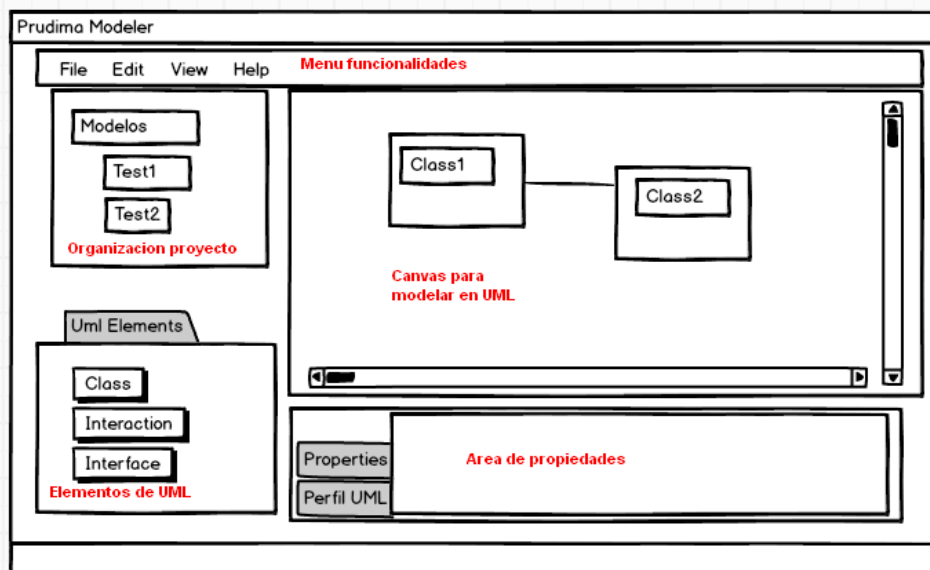 Prudima Modeler
File Edit View Help Menu funcionalidades
Modelos
Test1
Test2
Organizacion proyecto
Class1
Class2
Canvas para
modelar en UML
Uml Elements
Class
Interaction
Interface
Elementos de UML
Properties
Perfil UML
Area de propiedades